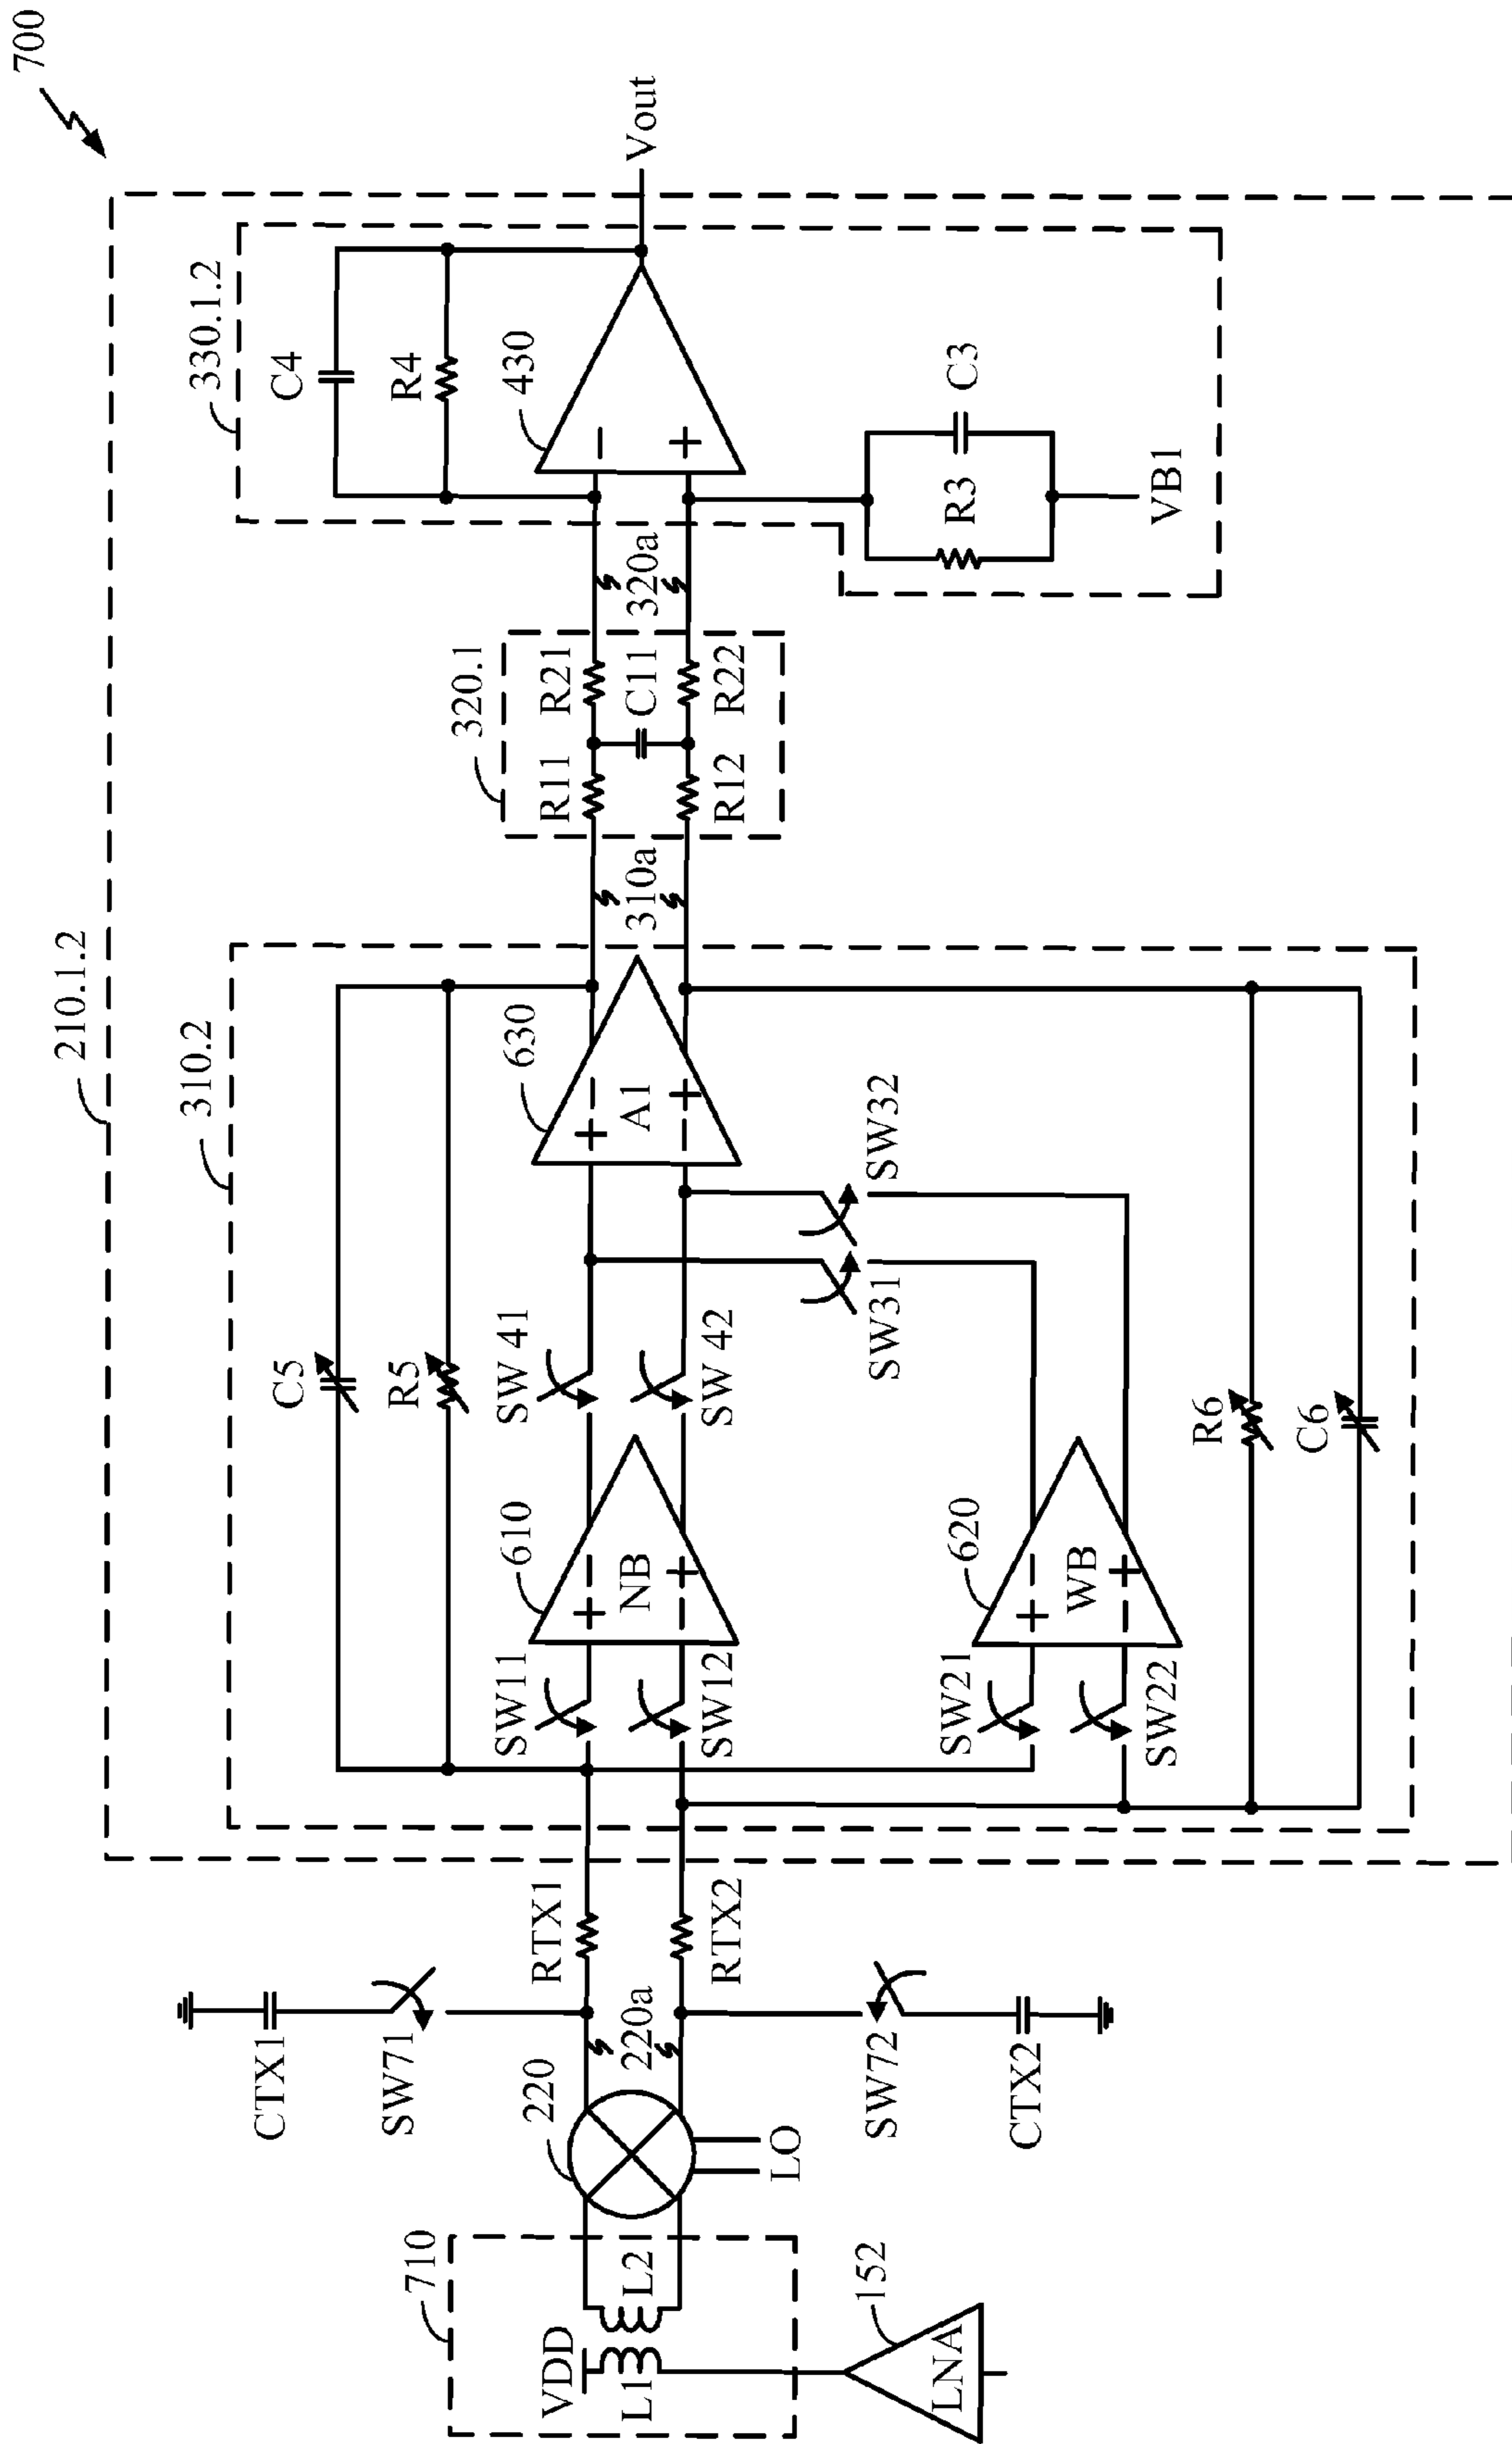 700
210.1.2
330.1.2
C4
R4
430
Vout
C3
R3
VB1
320a
320.1
R11
R21
C11
R12
R22
310a
310.2
C5
R5
630
+ −
A1
− +
SW 41
SW 42
SW31
SW32
610
+ −
NB
− +
620
+ −
WB
− +
SW11
SW12
SW21
SW22
R6
C6
RTX1
RTX2
CTX1
SW71
220a
220
SW72
CTX2
LO
710
VDD
L1
L2
152
LNA
−
+